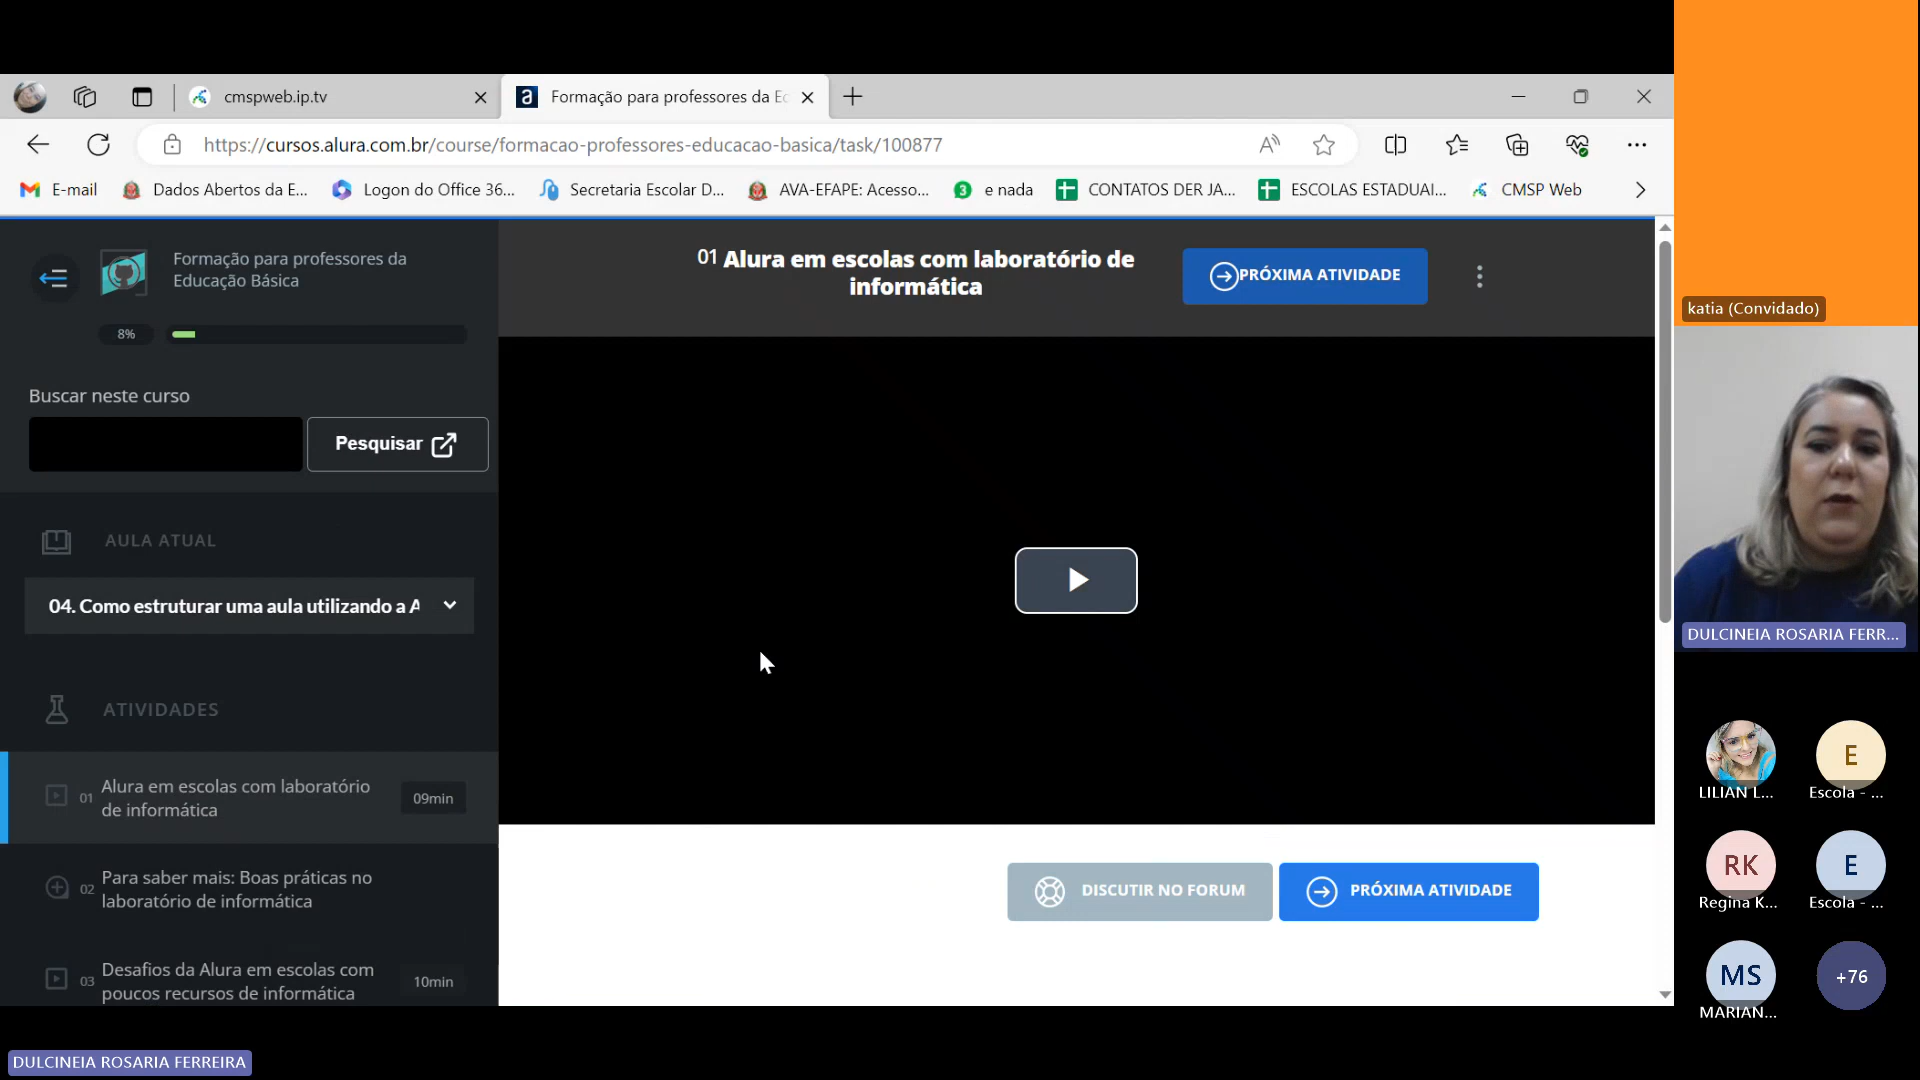 cmspweb.ip.tv
Formação para professores da Ec
https://cursos.alura.com.br/course/formacao-professores-educacao-basica/task/100877
E-mail
Dados Abertos da E...
Logon do Office 36...
Secretaria Escolar D...
AVA-EFAPE: Acesso...
3
e nada
CONTATOS DER JA...
ESCOLAS ESTADUAI...
CMSP Web
Formação para professores da
Educação Básica
8%
Buscar neste curso
Pesquisar
AULA ATUAL
04. Como estruturar uma aula utilizando a A
ATIVIDADES
01
Alura em escolas com laboratório
de informática
09min
02
Para saber mais: Boas práticas no
laboratório de informática
03
Desafios da Alura em escolas com
poucos recursos de informática
10min
01 Alura em escolas com laboratório de
informática
PRÓXIMA ATIVIDADE
DISCUTIR NO FORUM
PRÓXIMA ATIVIDADE
katia (Convidado)
DULCINEIA ROSARIA FERR...
LILIAN L...
E
Escola - ...
RK
Regina K...
E
Escola - ...
MS
MARIAN...
+76
DULCINEIA ROSARIA FERREIRA